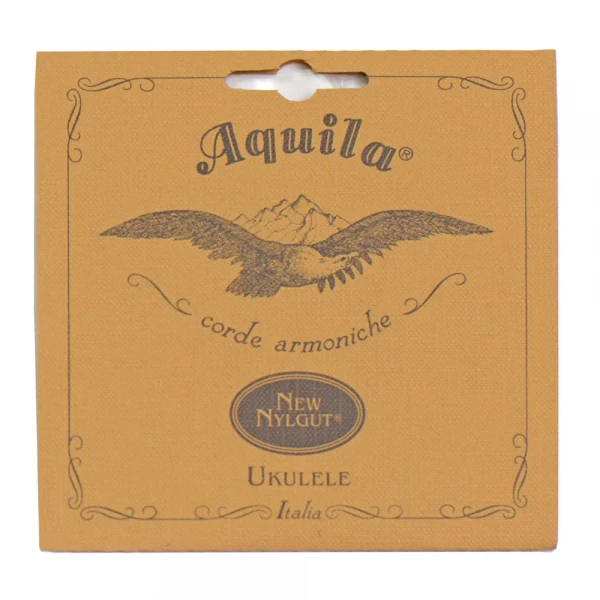 Aquila®
corde armoniche
New
Nylgut®
Ukulele
Italia